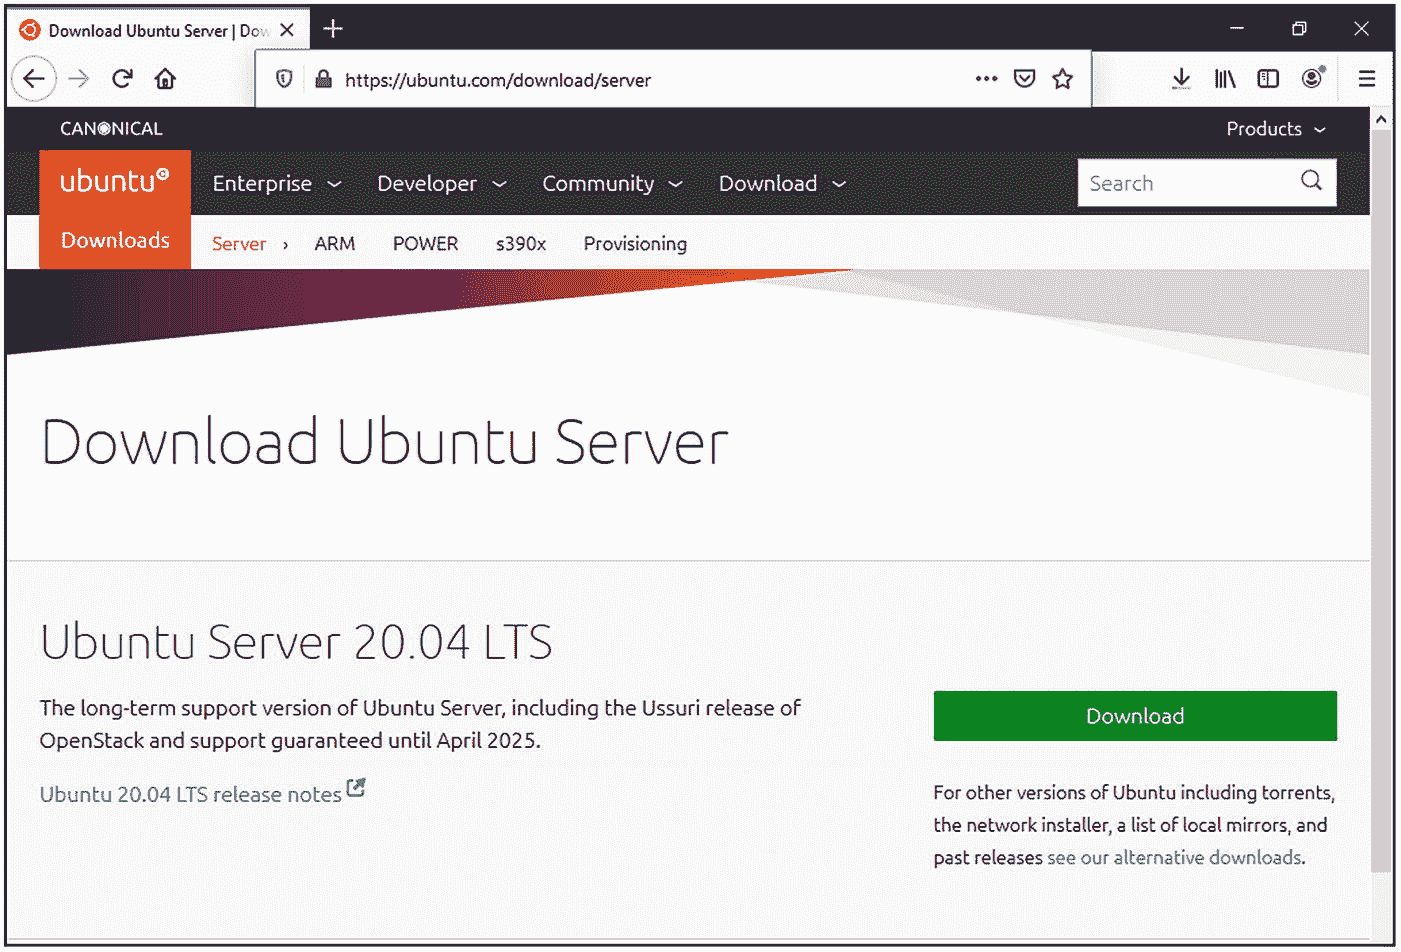 Download Ubuntu Server | Dow
https://ubuntu.com/download/server
CANONICAL
Products
ubuntu
Enterprise Developer Community Download
Search
Downloads
Server › ARM POWER s390x Provisioning
Download Ubuntu Server
Ubuntu Server 20.04 LTS
The long-term support version of Ubuntu Server, including the Ussuri release of
OpenStack and support guaranteed until April 2025.
Ubuntu 20.04 LTS release notes
Download
For other versions of Ubuntu including torrents,
the network installer, a list of local mirrors, and
past releases see our alternative downloads.